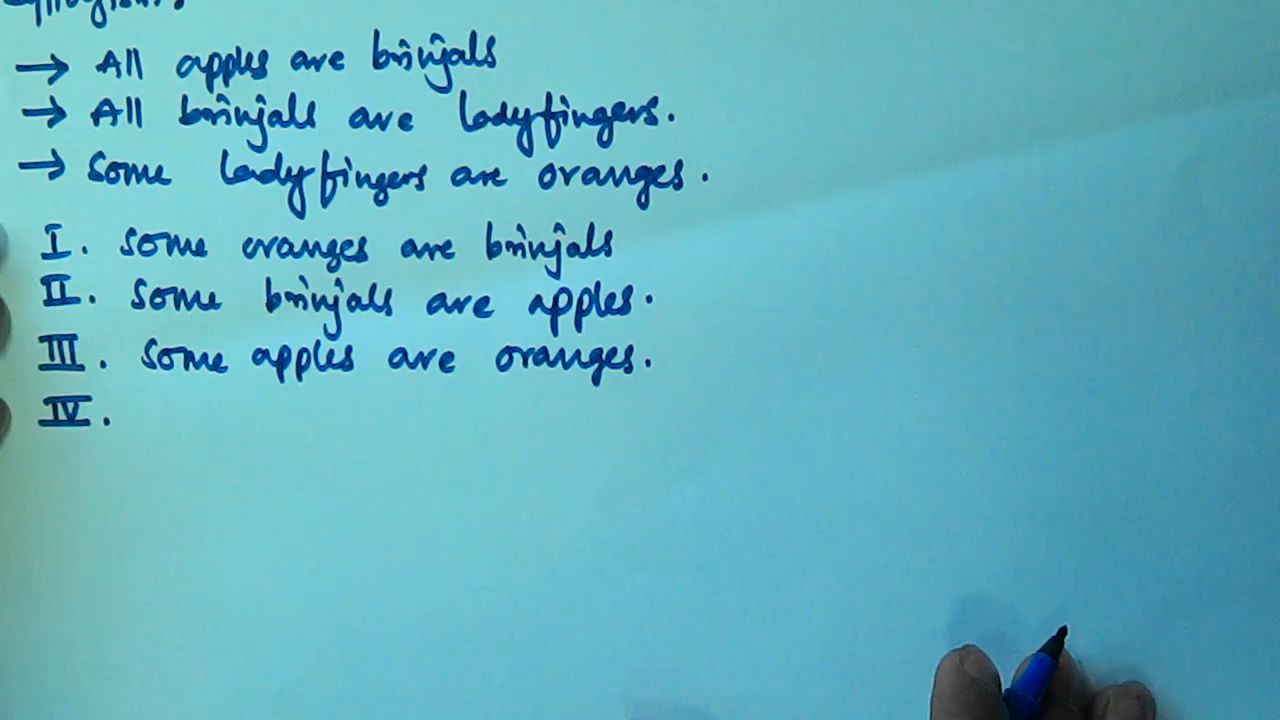 → All apples are brinjals
→ All brinjals are ladyfingers.
→ Some ladyfingers are oranges.
I. Some oranges are brinjals
II. Some brinjals are apples.
III. Some apples are oranges.
IV.